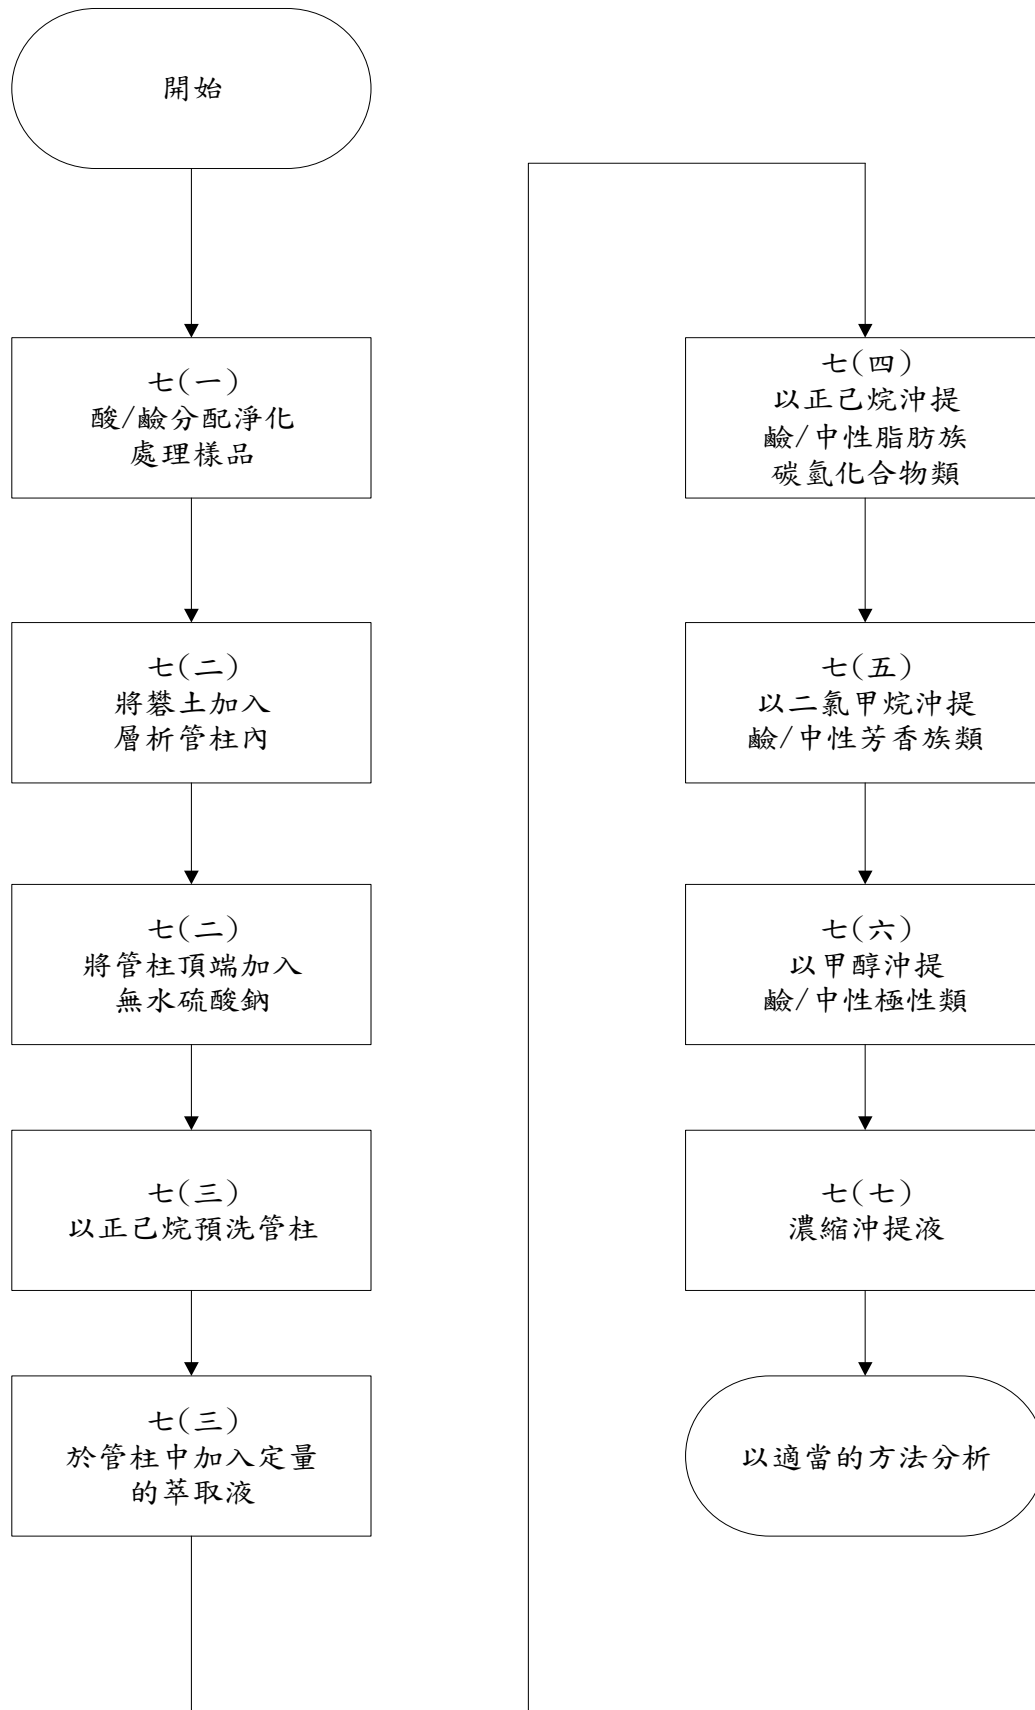 開始
七(一)
酸/鹼分配淨化
處理樣品
七(二)
將礬土加入
層析管柱內
七(二)
將管柱頂端加入
無水硫酸鈉
七(三)
以正己烷預洗管柱
七(三)
於管柱中加入定量
的萃取液
七(四)
以正己烷沖提
鹼/中性脂肪族
碳氫化合物類
七(五)
以二氯甲烷沖提
鹼/中性芳香族類
七(六)
以甲醇沖提
鹼/中性極性類
七(七)
濃縮沖提液
以適當的方法分析